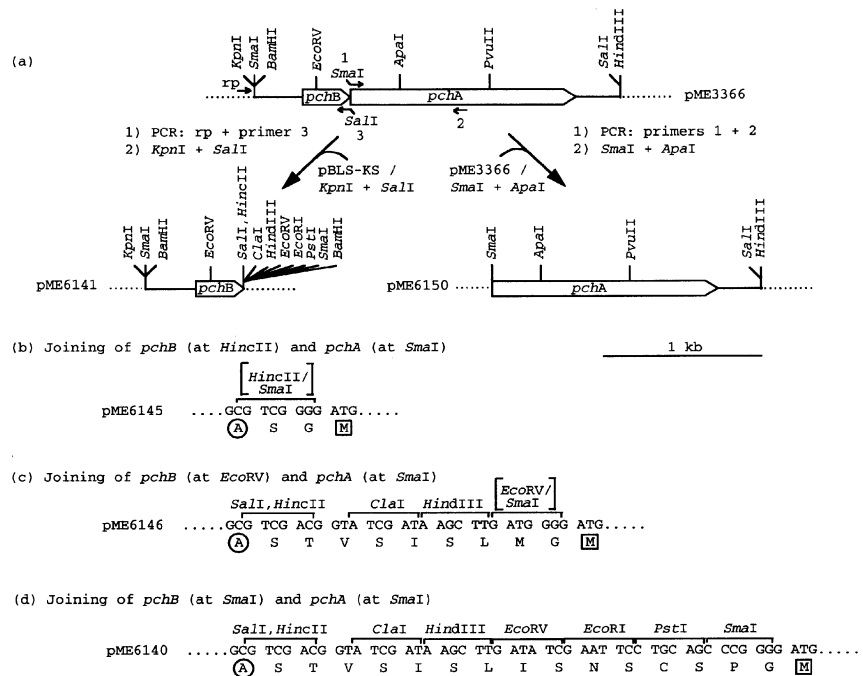 (a)
KpnI
SmaI
BamHI
EcoRV
1
SmaI
ApaI
PvuII
SalI
HindIII
rp
pchB
pchA
pME3366
SalI
3
2
1) PCR: rp + primer 3
2) KpnI + SalI
pBLS-KS /
KpnI + SalI
pME3366 /
SmaI + ApaI
1) PCR: primers 1 + 2
2) SmaI + ApaI
KpnI
SmaI
BamHI
EcoRV
SalI,HincII
ClaI
HindIII
EcoRV
EcoRI
PstI
SmaI
BamHI
pME6141
pchB
SmaI
ApaI
PvuII
SalI
HindIII
pME6150
pchA
(b) Joining of pchB (at HincII) and pchA (at SmaI)
1 kb
[HincII/
SmaI]
pME6145 .....GCG TCG GGG ATG.....
A S G M
(c) Joining of pchB (at EcoRV) and pchA (at SmaI)
[EcoRV/
SmaI]
SalI,HincII ClaI HindIII
pME6146 .....GCG TCG ACG GTA TCG ATA AGC TTG ATG GGG ATG.....
A S T V S I S L M G M
(d) Joining of pchB (at SmaI) and pchA (at SmaI)
SalI,HincII ClaI HindIII EcoRV EcoRI PstI SmaI
pME6140 .....GCG TCG ACG GTA TCG ATA AGC TTG ATA TCG AAT TCC TGC AGC CCG GGG ATG.....
A S T V S I S L I S N S C S P G M